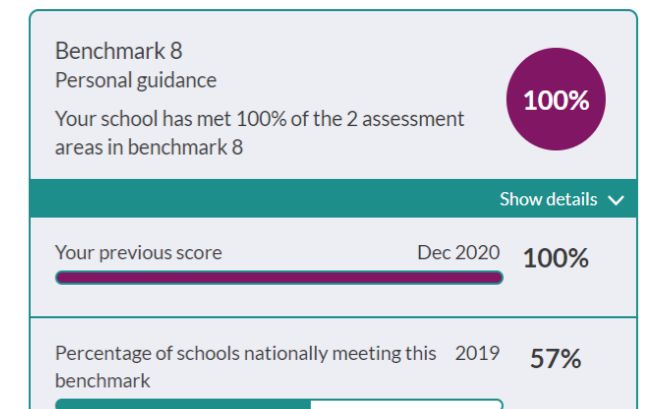 Benchmark 8
Personal guidance
100%
Your school has met 100% of the 2 assessment
areas in benchmark 8
Show details
Your previous score Dec 2020 100%
Percentage of schools nationally meeting this 2019 57%
benchmark